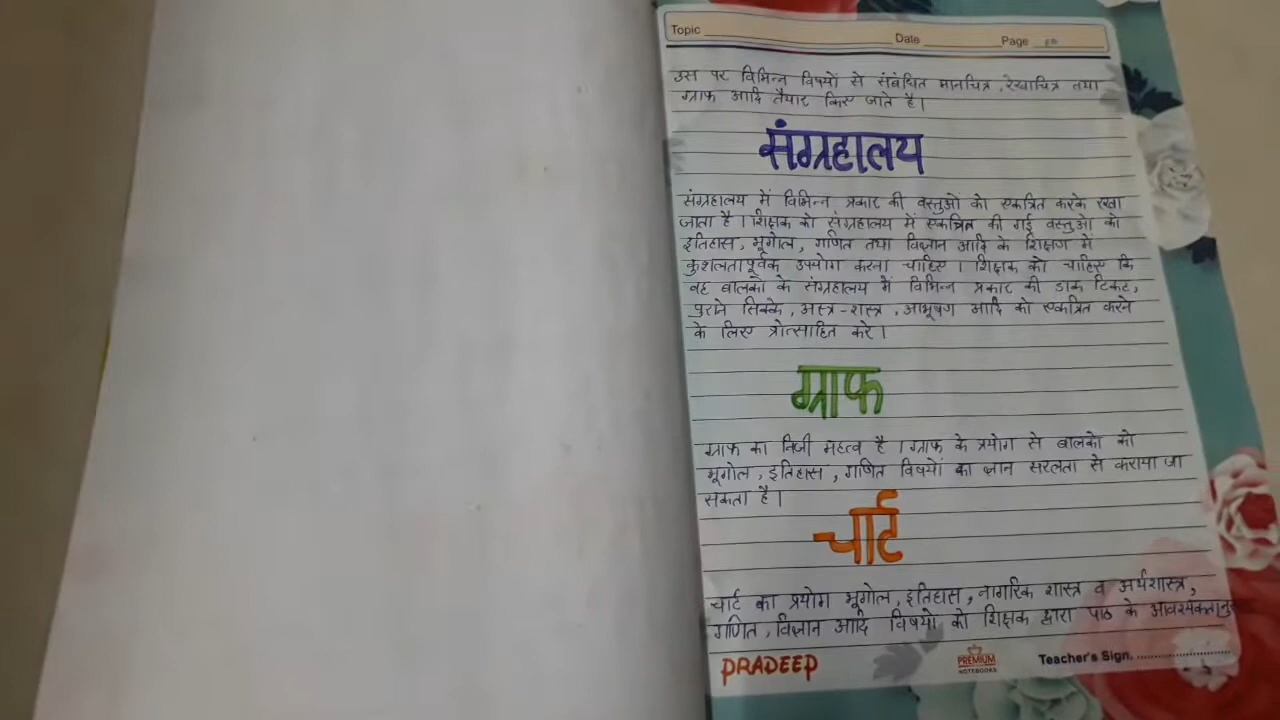 Topic Date Page
उस पर विभिन्न विषयों से संबंधित मानचित्र, रेखाचित्र तथा
ग्राफ आदि तैयार किए जाते है।
संग्रहालय
संग्रहालय में विभिन्न प्रकार की वस्तुओं को एकत्रित करके रखा
जाता है। शिक्षक को संग्रहालय में एकत्रित की गई वस्तुओं का
इतिहास, भूगोल, गणित तथा विज्ञान आदि के शिक्षण में
कुशलतापूर्वक उपयोग करना चाहिए। शिक्षक को चाहिए कि
वह बालकों के संग्रहालय में विभिन्न प्रकार की डाक टिकट,
पुराने सिक्के, अस्त्र-शस्त्र, आभूषण आदि को एकत्रित करने
के लिए प्रोत्साहित करे।
ग्राफ
ग्राफ का निजी महत्व है। ग्राफ के प्रयोग से बालकों को
भूगोल, इतिहास, गणित विषयों का ज्ञान सरलता से कराया जा
सकता है।
चार्ट
चार्ट का प्रयोग भूगोल, इतिहास, नागरिक शास्त्र व अर्थशास्त्र,
गणित, विज्ञान आदि विषयों को शिक्षक द्वारा पाठ के आवश्यकतानु
PRADEEP PREMIUM NOTEBOOKS Teacher's Sign.